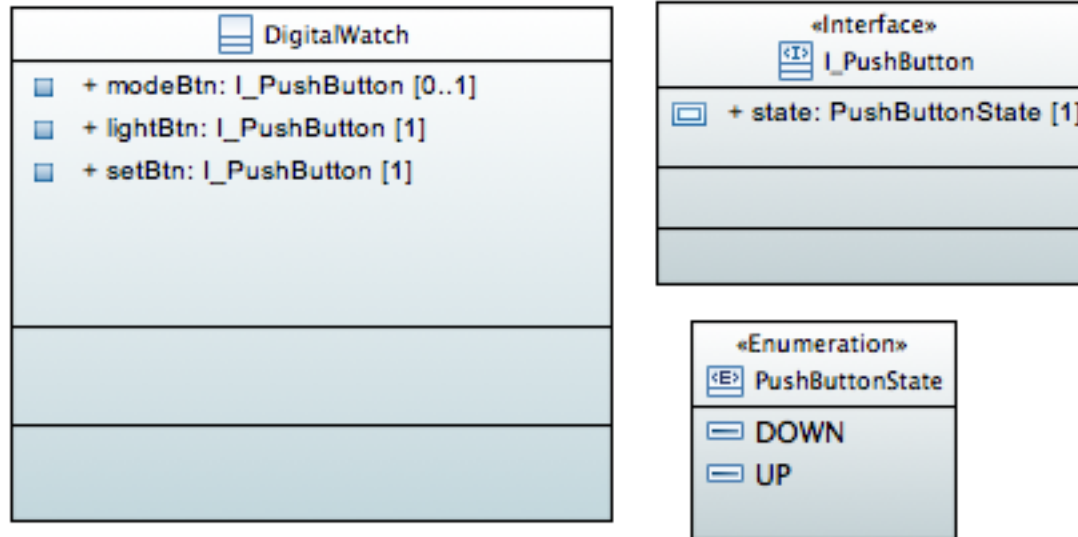 DigitalWatch
+ modeBtn: I_PushButton [0..1]
+ lightBtn: I_PushButton [1]
+ setBtn: I_PushButton [1]
«Interface»
<I> I_PushButton
+ state: PushButtonState [1]
«Enumeration»
<E> PushButtonState
DOWN
UP